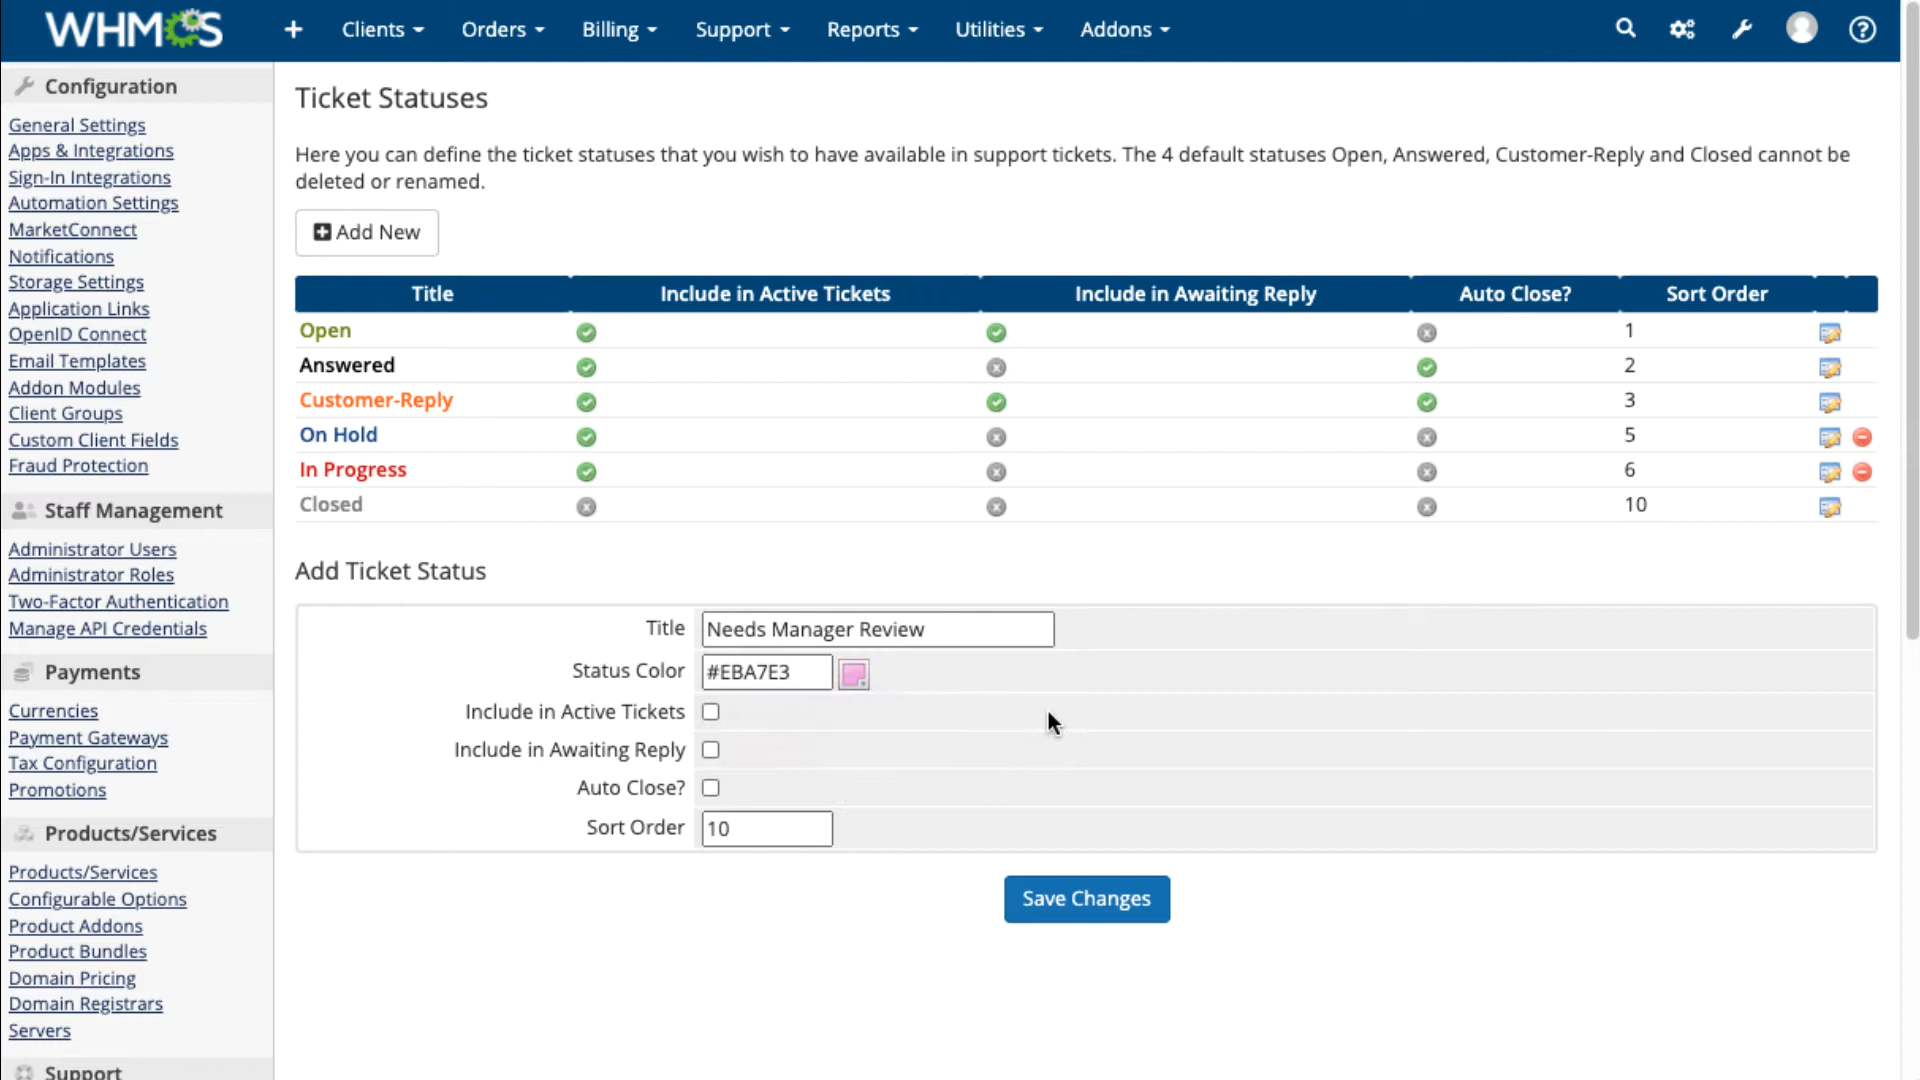 WHMCS
Clients
Orders
Billing
Support
Reports
Utilities
Addons
Configuration
General Settings
Apps & Integrations
Sign-In Integrations
Automation Settings
MarketConnect
Notifications
Storage Settings
Application Links
OpenID Connect
Email Templates
Addon Modules
Client Groups
Custom Client Fields
Fraud Protection
Staff Management
Administrator Users
Administrator Roles
Two-Factor Authentication
Manage API Credentials
Payments
Currencies
Payment Gateways
Tax Configuration
Promotions
Products/Services
Products/Services
Configurable Options
Product Addons
Product Bundles
Domain Pricing
Domain Registrars
Servers
Support
Ticket Statuses
Here you can define the ticket statuses that you wish to have available in support tickets. The 4 default statuses Open, Answered, Customer-Reply and Closed cannot be
deleted or renamed.
Add New
Title Include in Active Tickets Include in Awaiting Reply Auto Close? Sort Order
Open 1
Answered 2
Customer-Reply 3
On Hold 5
In Progress 6
Closed 10
Add Ticket Status
Title Needs Manager Review
Status Color #EBA7E3
Include in Active Tickets
Include in Awaiting Reply
Auto Close?
Sort Order 10
Save Changes